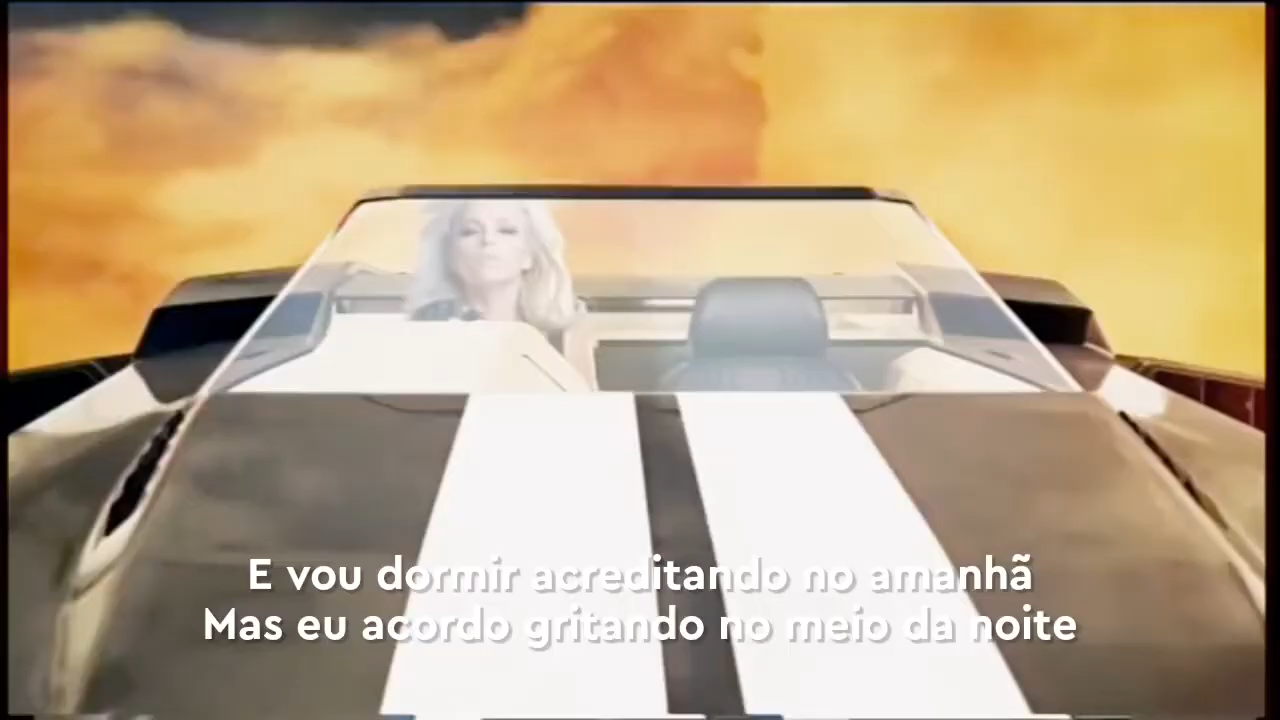 E vou dormir acreditando no amanhã
Mas eu acordo gritando no meio da noite